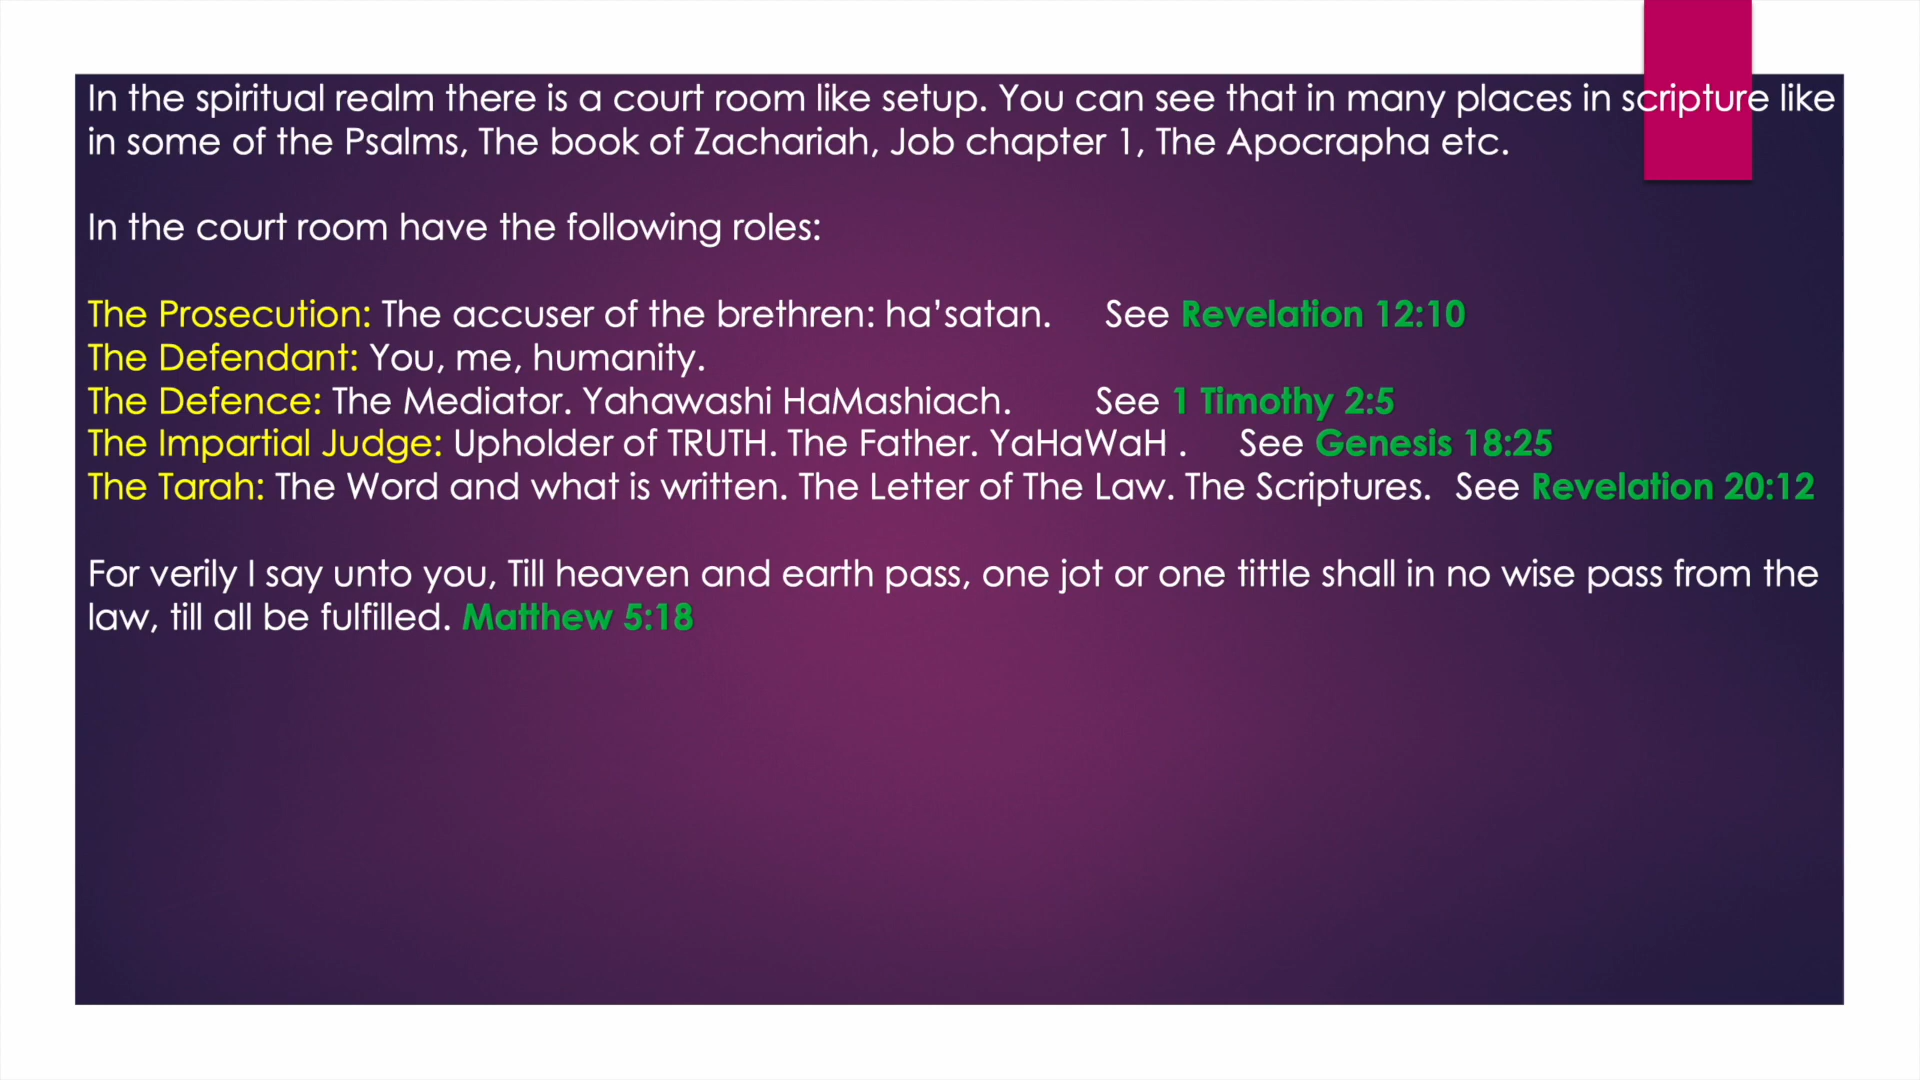 In the spiritual realm there is a court room like setup. You can see that in many places in scripture like
in some of the Psalms, The book of Zachariah, Job chapter 1, The Apocrapha etc.
In the court room have the following roles:
The Prosecution: The accuser of the brethren: ha’satan. See Revelation 12:10
The Defendant: You, me, humanity.
The Defence: The Mediator. Yahawashi HaMashiach. See 1 Timothy 2:5
The Impartial Judge: Upholder of TRUTH. The Father. YaHaWaH . See Genesis 18:25
The Tarah: The Word and what is written. The Letter of The Law. The Scriptures. See Revelation 20:12
For verily I say unto you, Till heaven and earth pass, one jot or one tittle shall in no wise pass from the
law, till all be fulfilled. Matthew 5:18